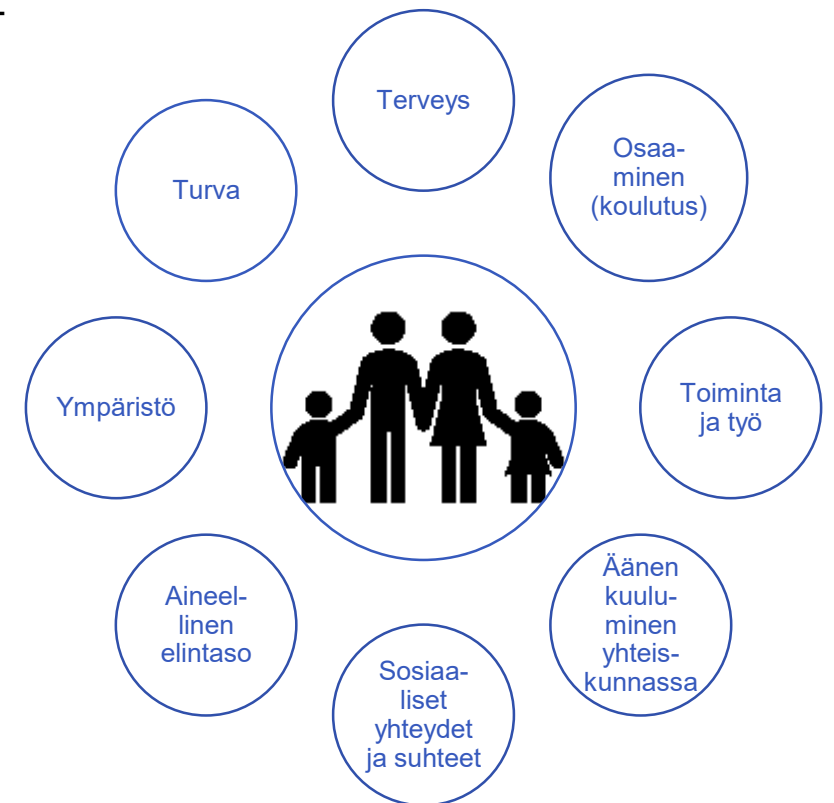 Terveys
Osaa-
minen
(koulutus)
Turva
Toiminta
ja työ
Ympäristö
Äänen
kuulu-
minen
yhteis-
kunnassa
Aineel-
linen
elintaso
Sosiaa-
liset
yhteydet
ja suhteet